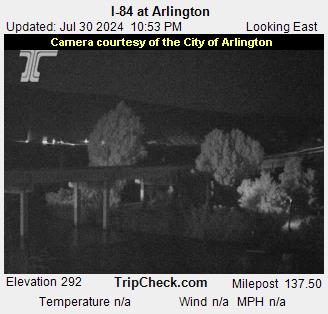 I-84 at Arlington
Updated: Jul 30 2024 10:53 PM Looking East
Camera courtesy of the City of Arlington
Elevation 292 TripCheck.com Milepost 137.50
Temperature n/a Wind n/a MPH n/a